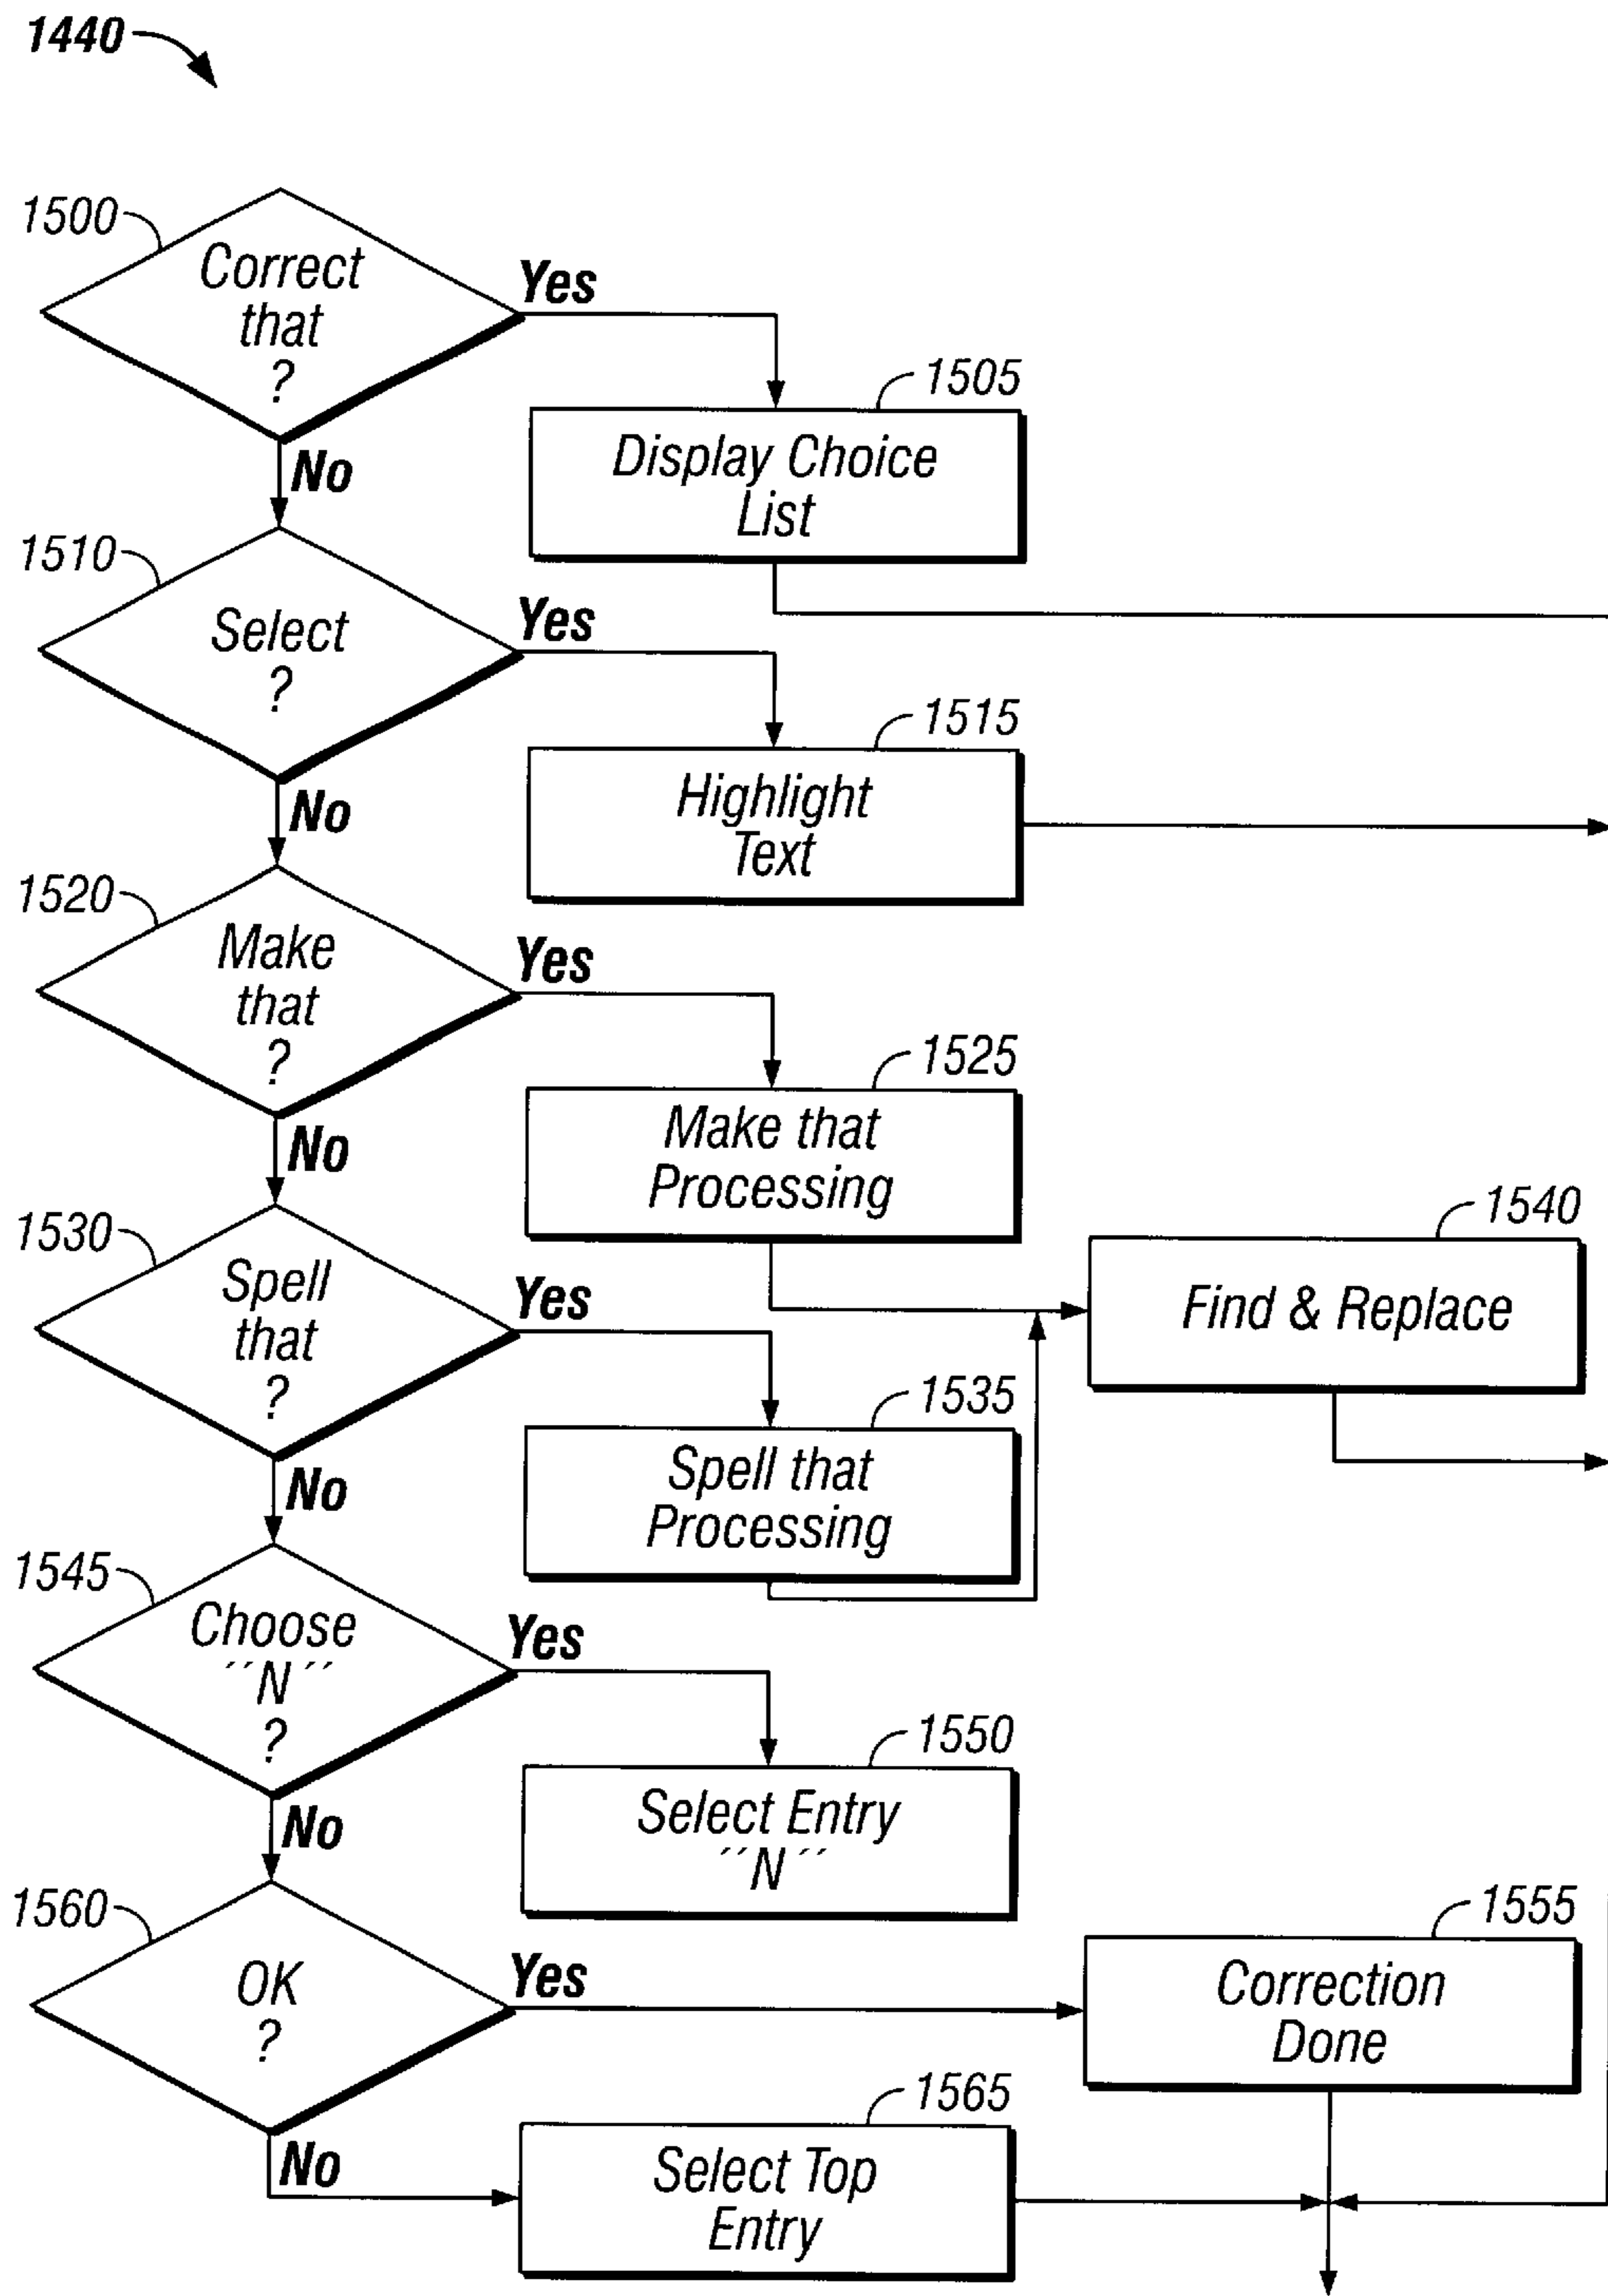 1440
1500
Correct
that
?
Yes
No
1505
Display Choice
List
1510
Select
?
Yes
No
1515
Highlight
Text
1520
Make
that
?
Yes
No
1525
Make that
Processing
1530
Spell
that
?
Yes
No
1535
Spell that
Processing
1540
Find & Replace
1545
Choose
´´N´´
?
Yes
No
1550
Select Entry
´´N´´
1555
Correction
Done
1560
OK
?
Yes
No
1565
Select Top
Entry